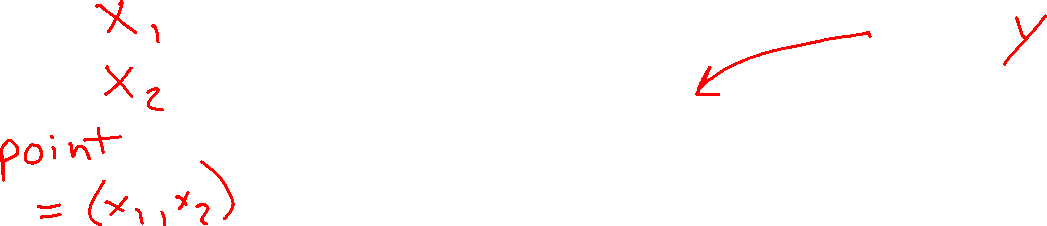 x₁
y
x₂
point
= (x₁, x₂)